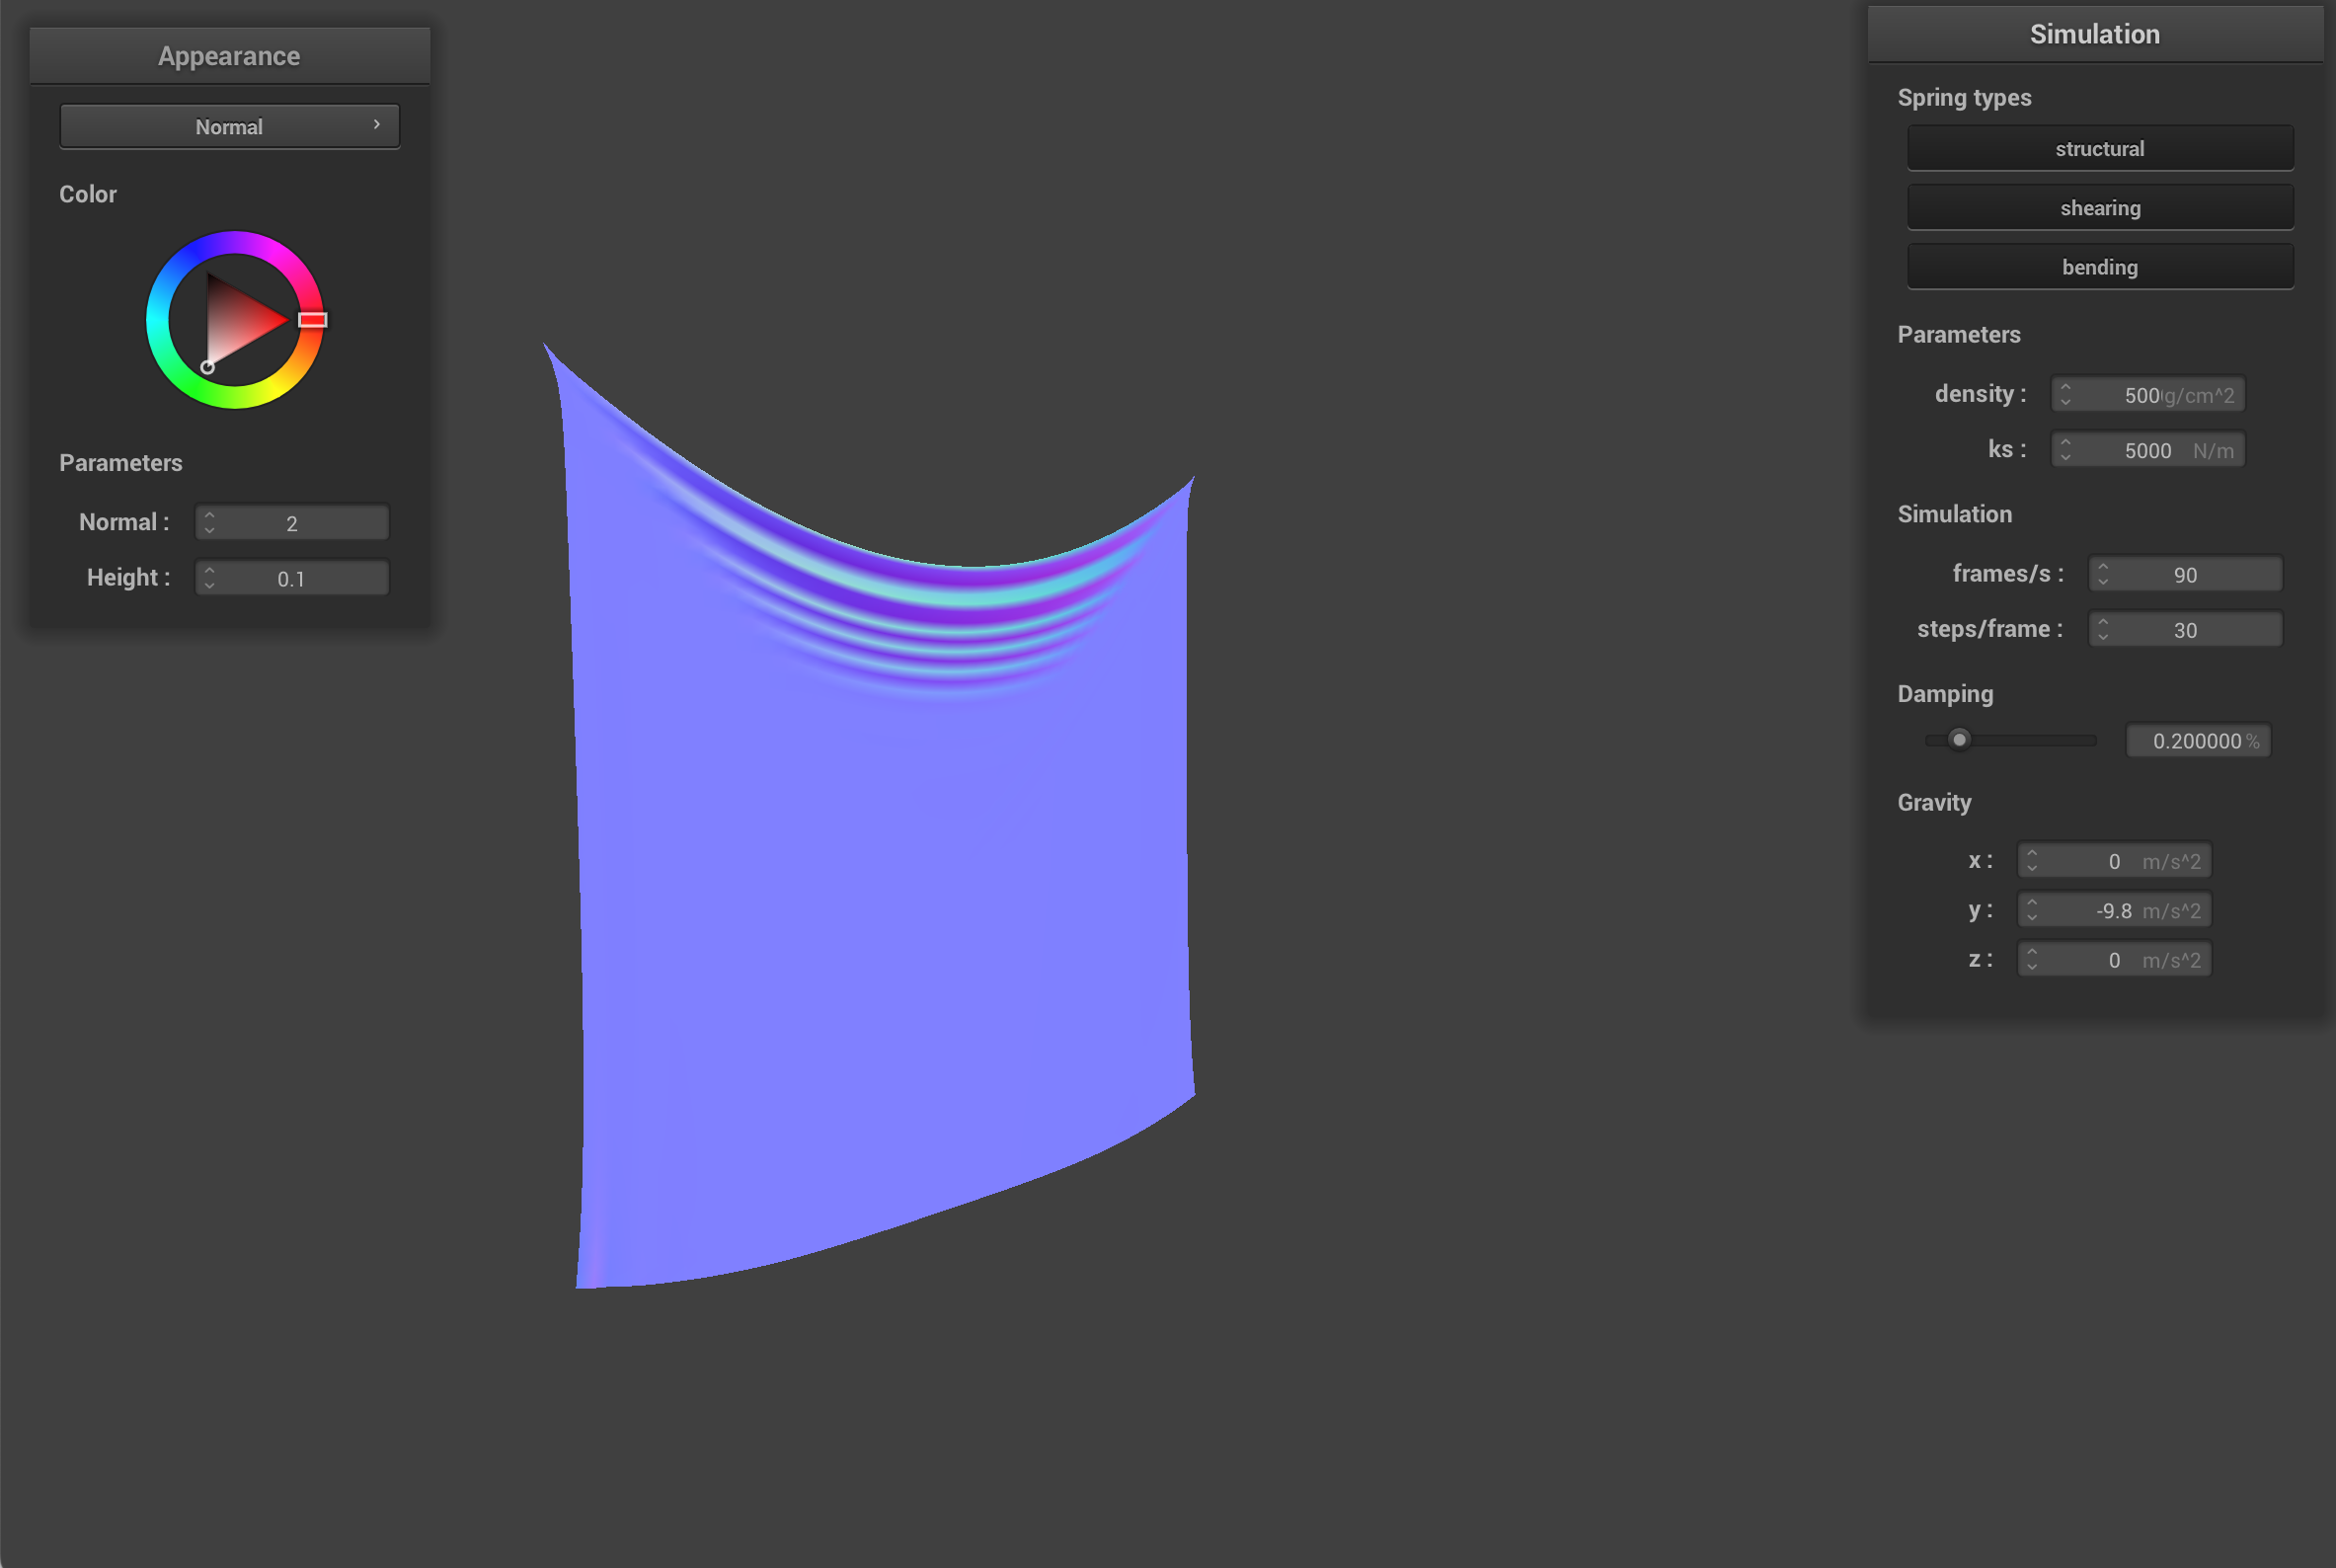 Appearance
Normal
Color
Parameters
Normal : 2
Height : 0.1
Simulation
Spring types
structural
shearing
bending
Parameters
density : 500 g/cm^2
ks : 5000 N/m
Simulation
frames/s : 90
steps/frame : 30
Damping
0.200000 %
Gravity
x : 0 m/s^2
y : -9.8 m/s^2
z : 0 m/s^2